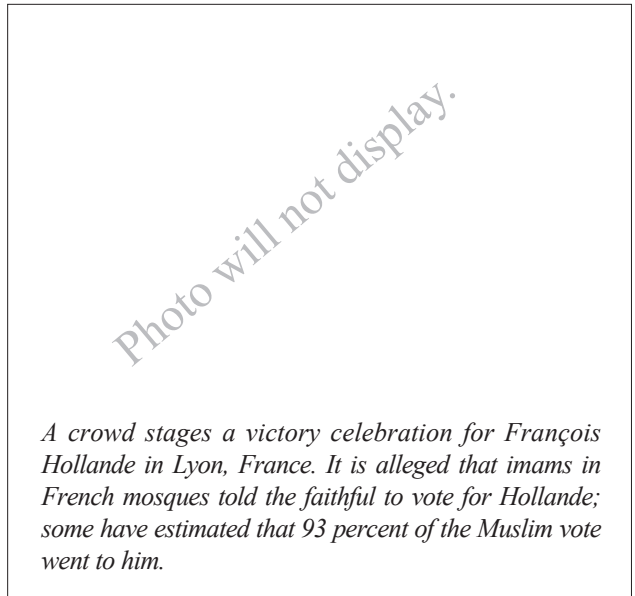 Photo will not display.
A crowd stages a victory celebration for François
Hollande in Lyon, France. It is alleged that imams in
French mosques told the faithful to vote for Hollande;
some have estimated that 93 percent of the Muslim vote
went to him.